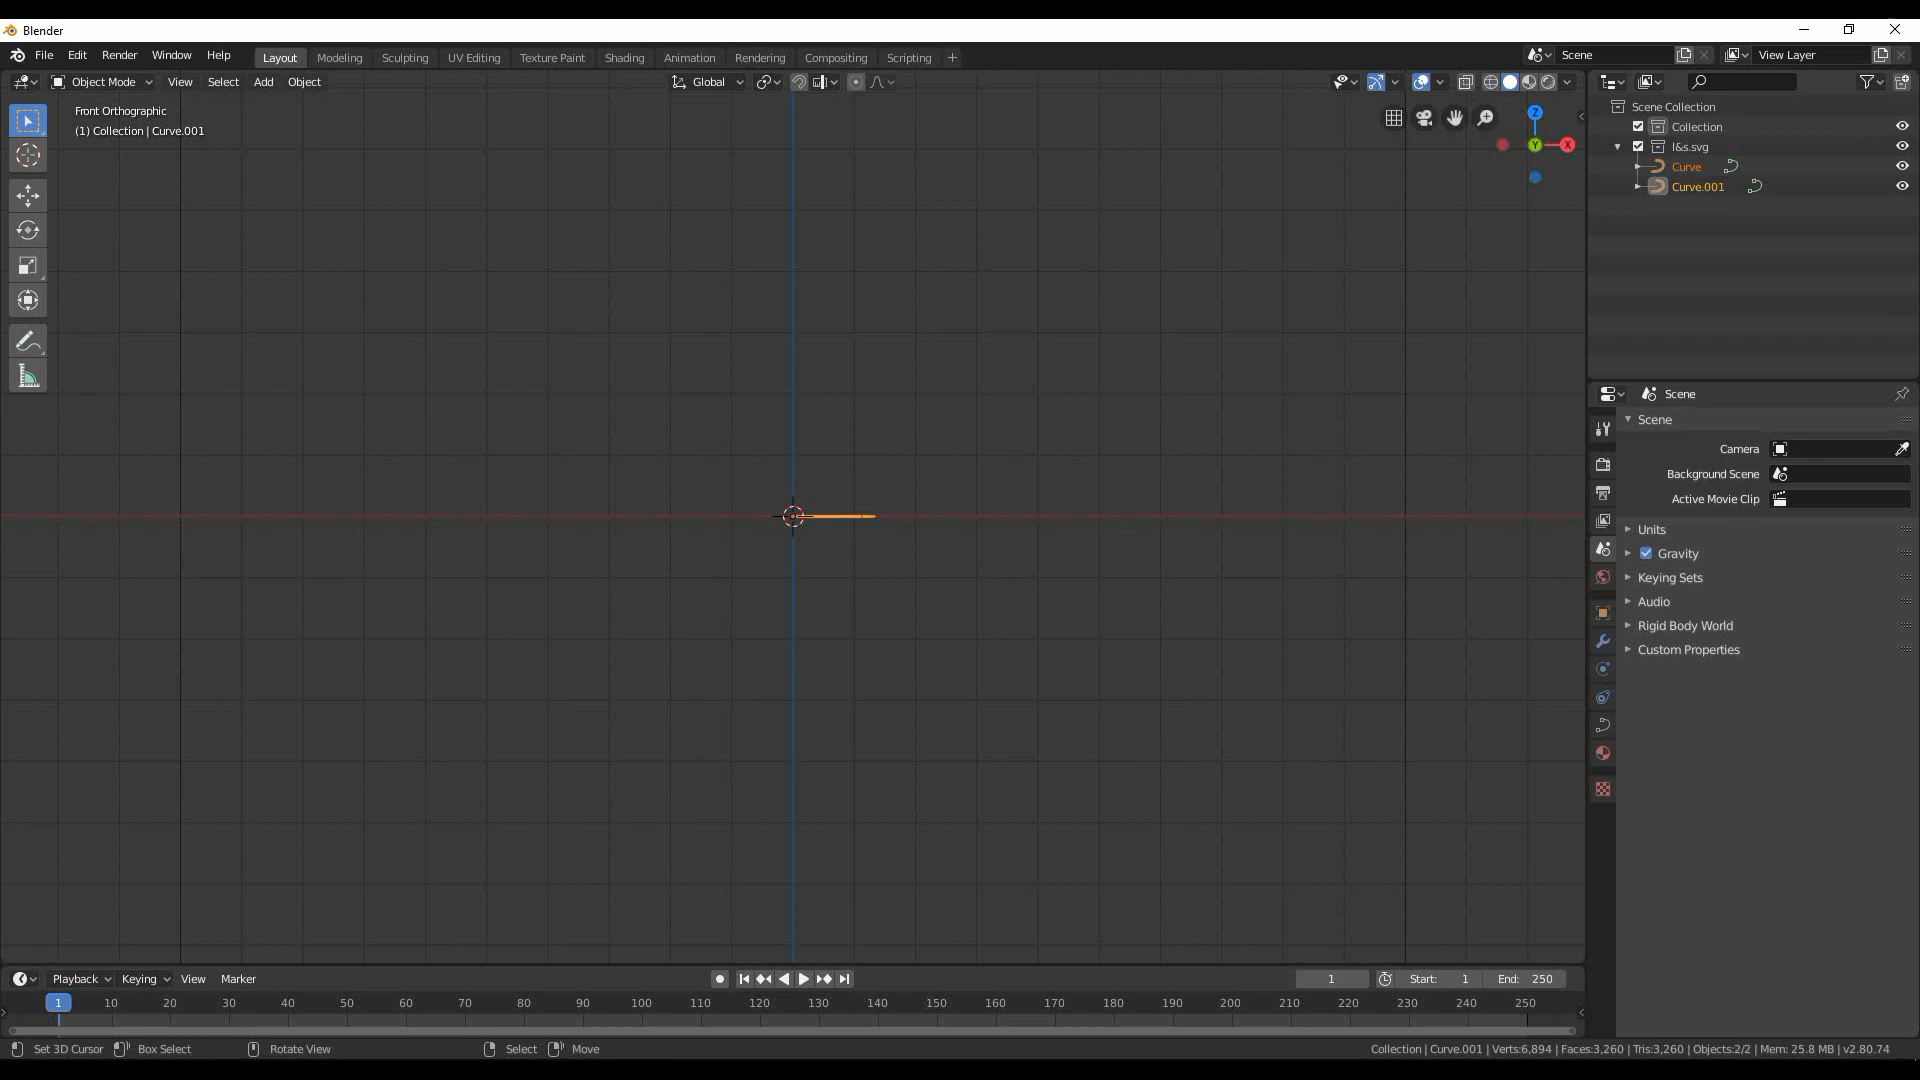 Blender
File Edit Render Window Help Layout Modeling Sculpting UV Editing Texture Paint Shading Animation Rendering Compositing Scripting + Scene View Layer
Object Mode View Select Add Object Global
Front Orthographic
(1) Collection | Curve.001
Z
Y
X
Scene Collection
Collection
l&s.svg
Curve
Curve.001
Scene
Scene
Camera
Background Scene
Active Movie Clip
Units
Gravity
Keying Sets
Audio
Rigid Body World
Custom Properties
Playback Keying View Marker 1 Start: 1 End: 250
1 10 20 30 40 50 60 70 80 90 100 110 120 130 140 150 160 170 180 190 200 210 220 230 240 250
Set 3D Cursor Box Select Rotate View Select Move Collection | Curve.001 | Verts:6,894 | Faces:3,260 | Tris:3,260 | Objects:2/2 | Mem: 25.8 MB | v2.80.74